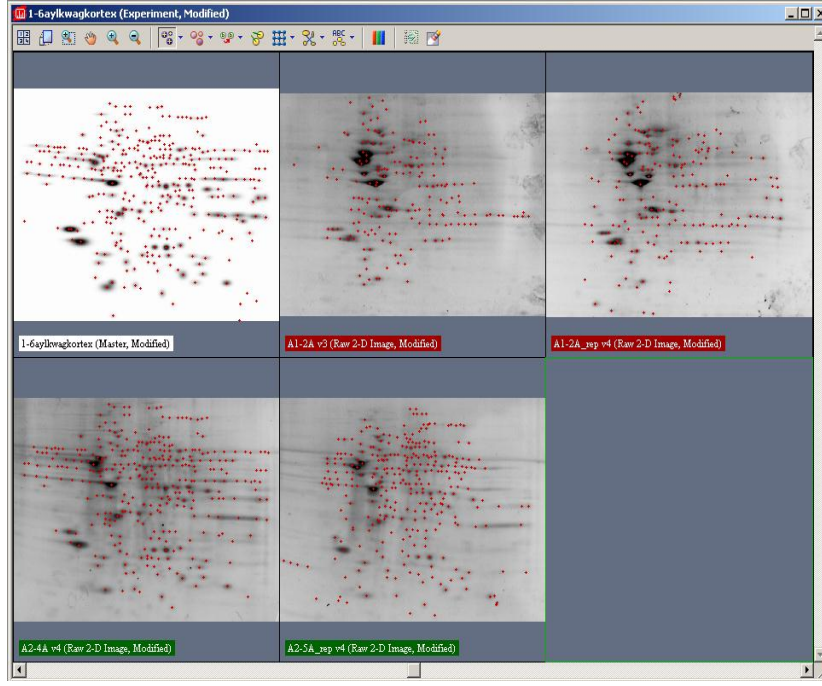 1-6aylkwagkortex (Experiment, Modified)
ABC
1-6aylkwagkortex (Master, Modified)
A1-2A v3 (Raw 2-D Image, Modified)
A1-2A_rep v4 (Raw 2-D Image, Modified)
A2-4A v4 (Raw 2-D Image, Modified)
A2-5A_rep v4 (Raw 2-D Image, Modified)